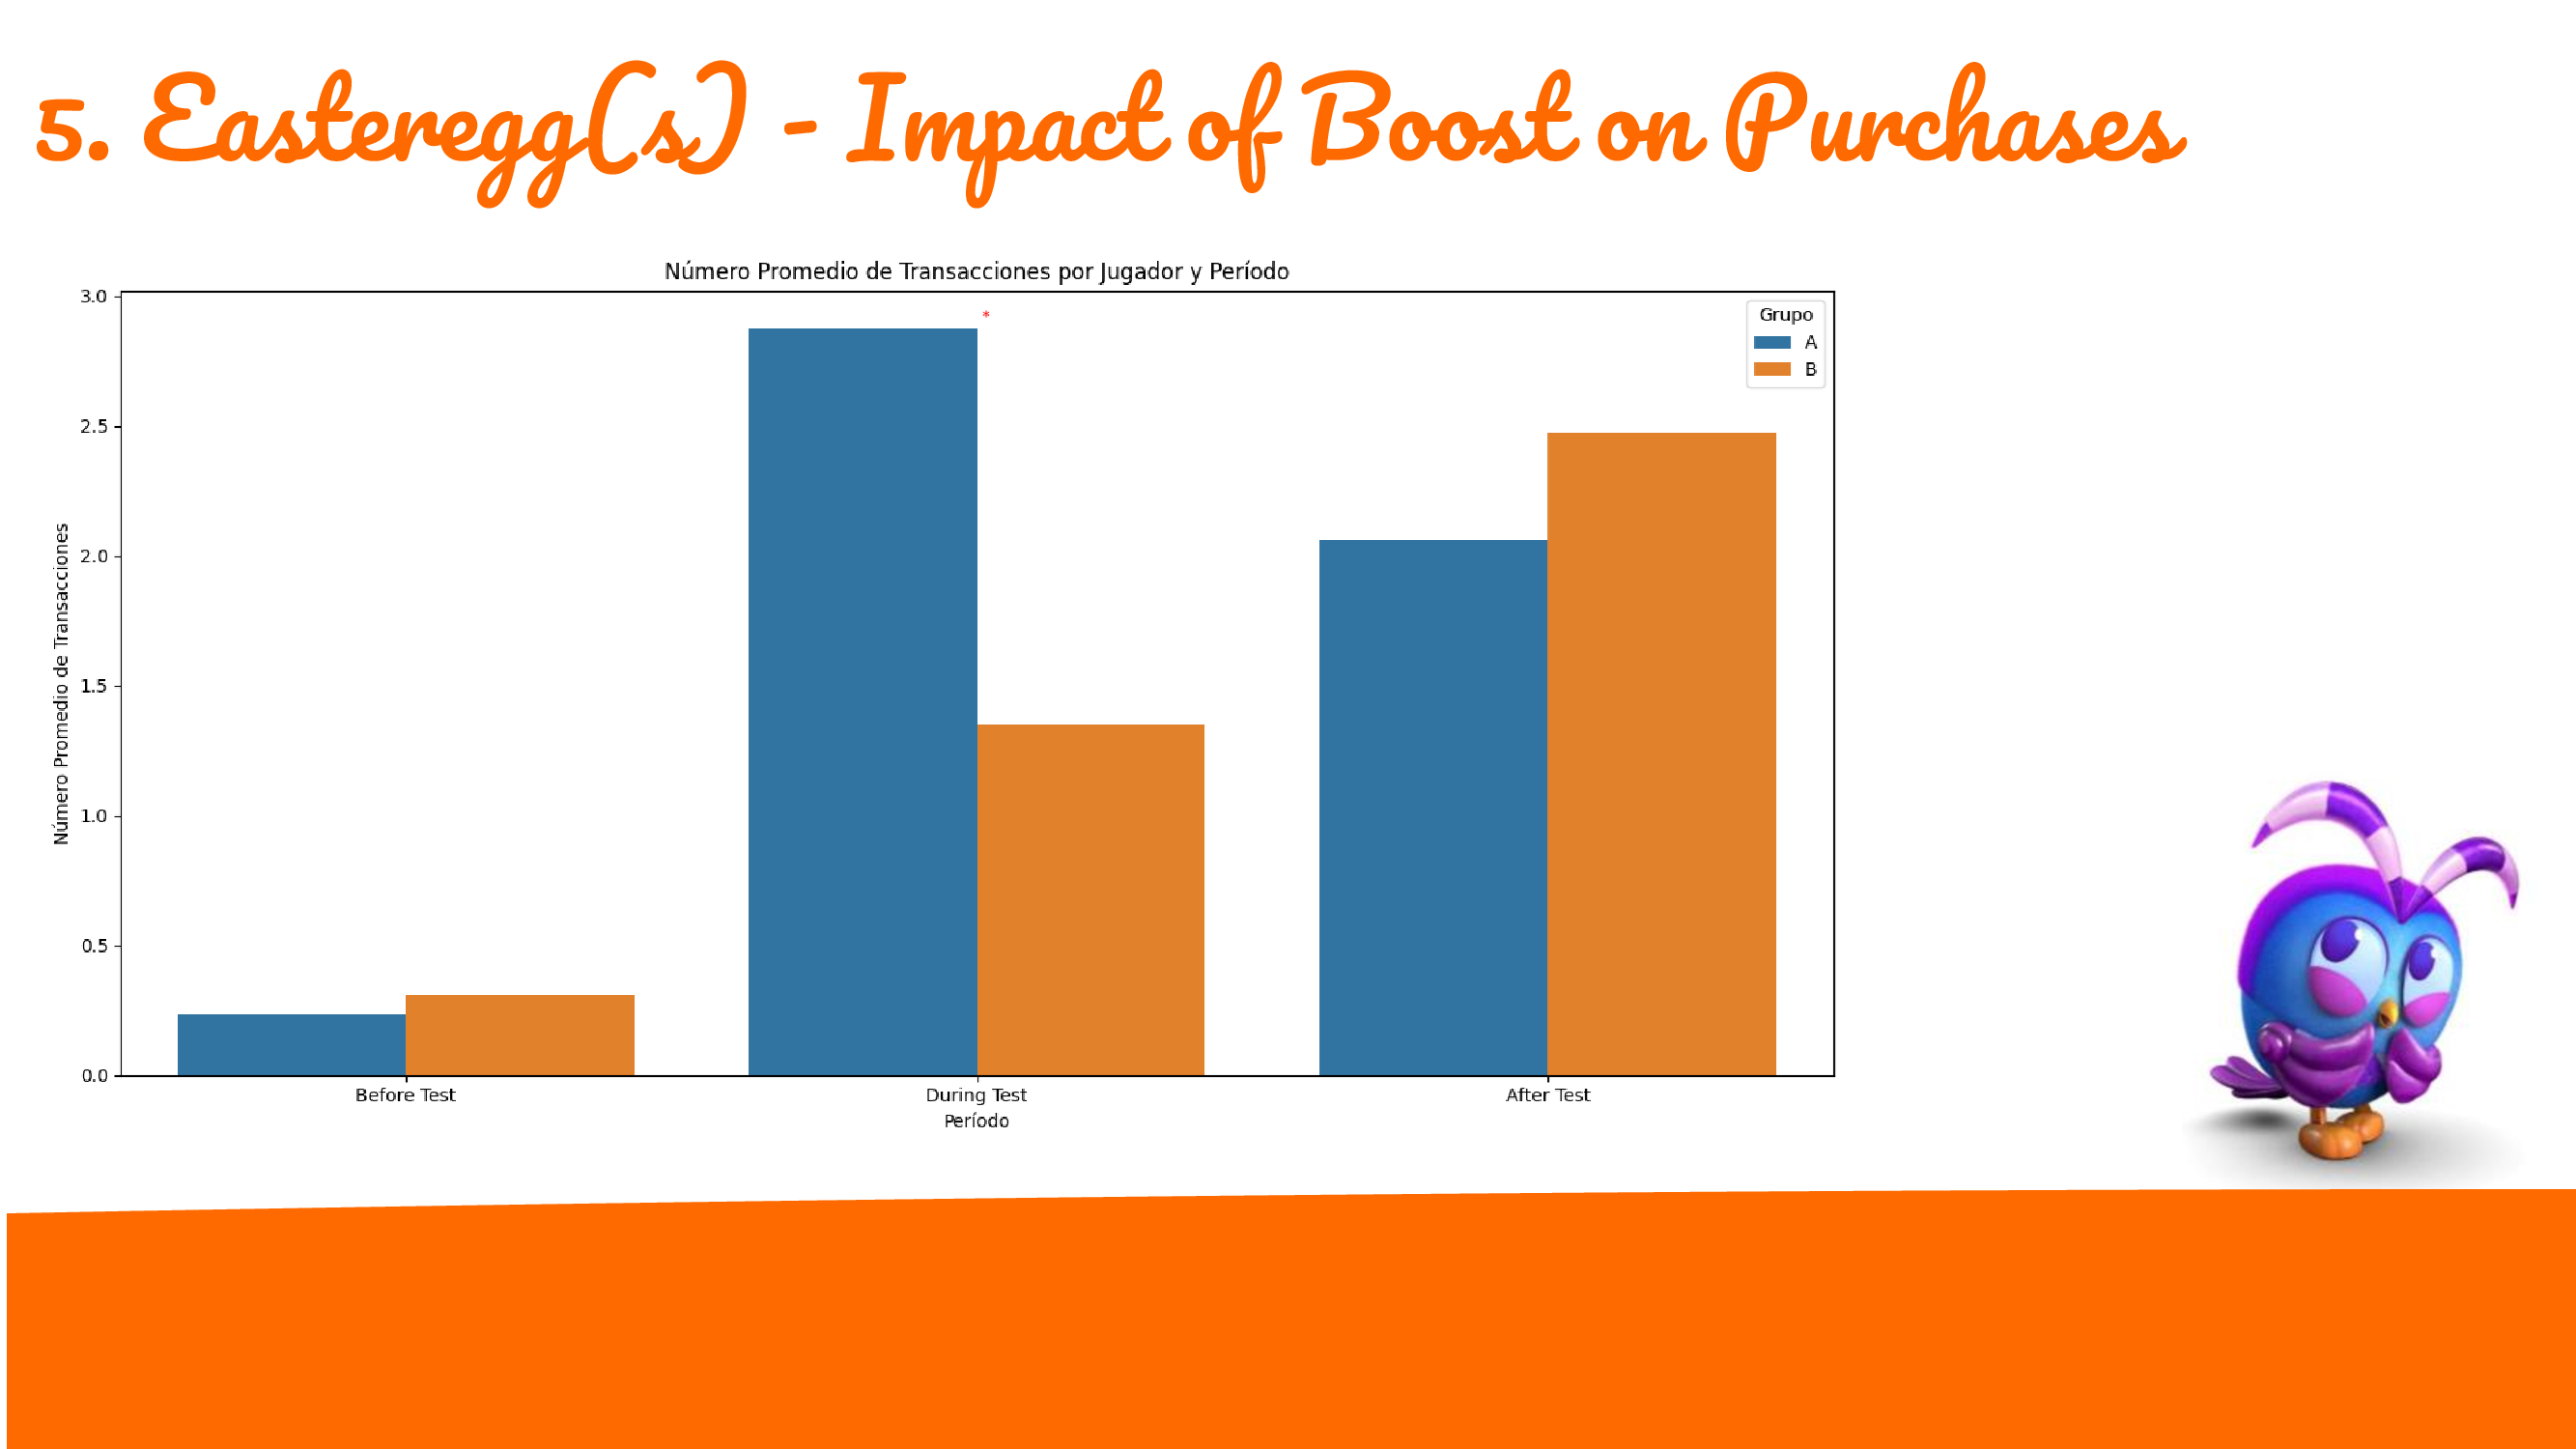 5. Easteregg(s) - Impact of Boost on Purchases
Número Promedio de Transacciones por Jugador y Período
Número Promedio de Transacciones
3.0
2.5
2.0
1.5
1.0
0.5
0.0
*
Grupo
A
B
Before Test
During Test
After Test
Período